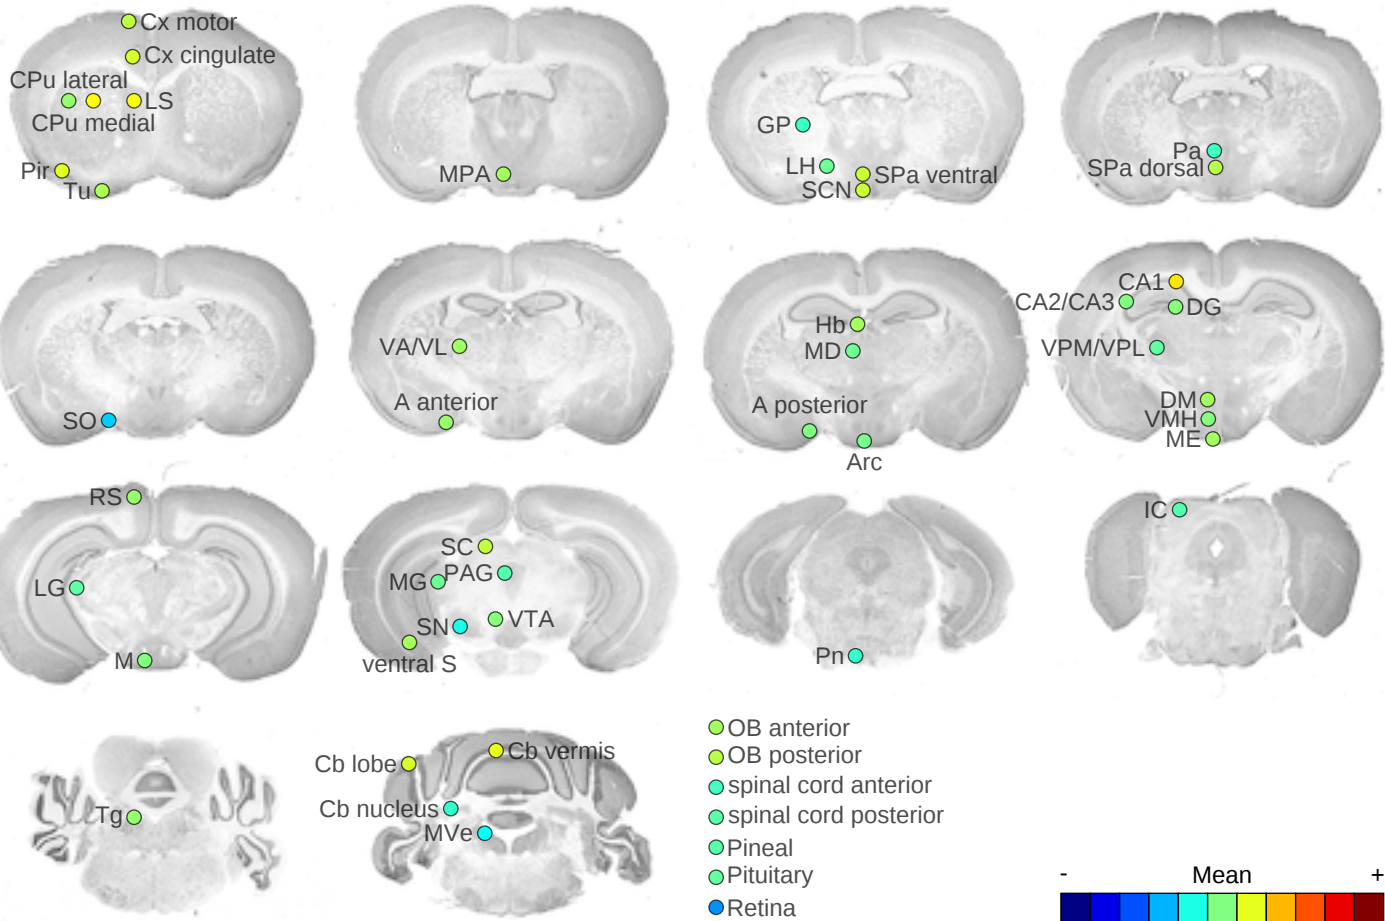 Cx motor
Cx cingulate
CPu lateral
LS
CPu medial
Pir
Tu
MPA
GP
LH
SPa ventral
SCN
Pa
SPa dorsal
SO
VA/VL
A anterior
Hb
MD
A posterior
Arc
CA1
CA2/CA3
DG
VPM/VPL
DM
VMH
ME
RS
LG
M
SC
MG
PAG
SN
VTA
ventral S
Pn
IC
Tg
Cb lobe
Cb vermis
Cb nucleus
MVe
OB anterior
OB posterior
spinal cord anterior
spinal cord posterior
Pineal
Pituitary
Retina
- Mean +